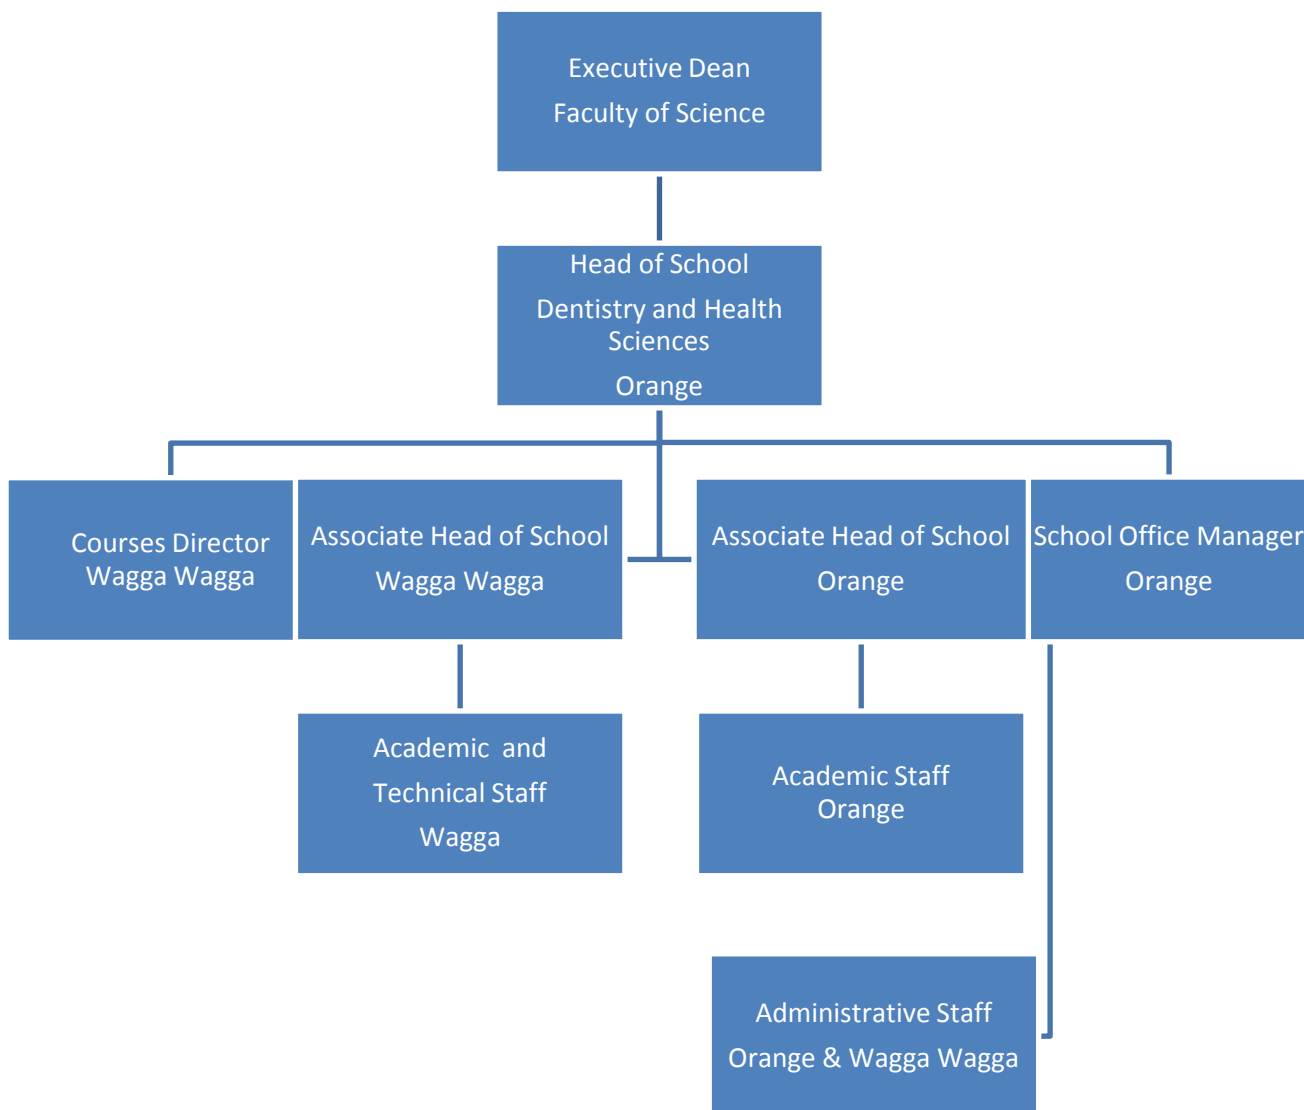 Executive Dean
Faculty of Science
Head of School
Dentistry and Health
Sciences
Orange
Courses Director
Wagga Wagga
Associate Head of School
Wagga Wagga
Associate Head of School
Orange
School Office Manager
Orange
Academic and
Technical Staff
Wagga
Academic Staff
Orange
Administrative Staff
Orange & Wagga Wagga